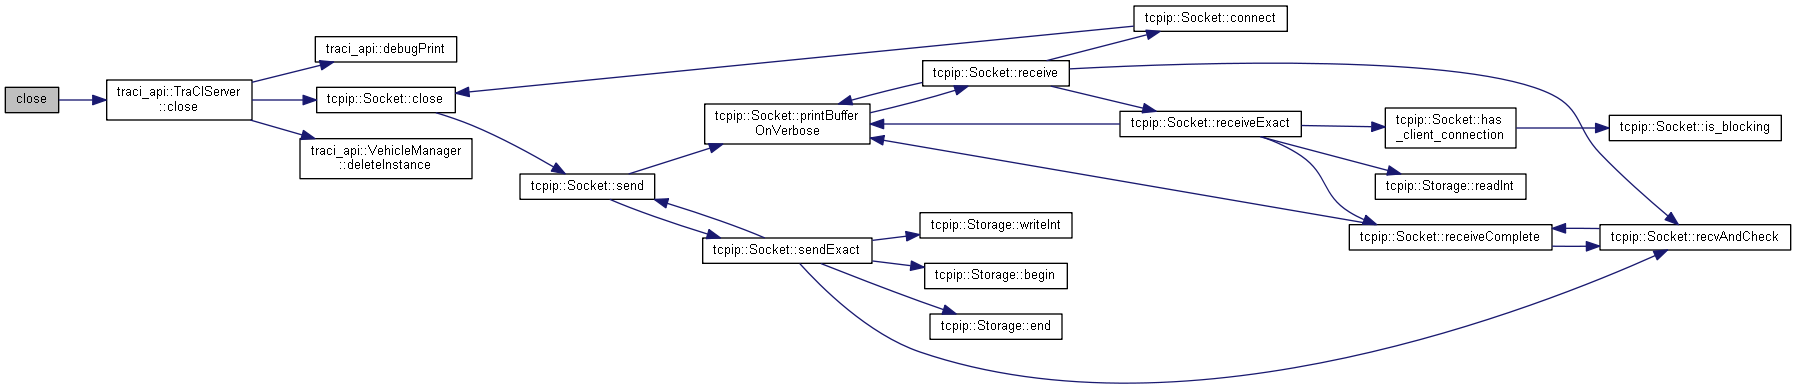 close
traci_api::TraCIServer
::close
traci_api::debugPrint
tcpip::Socket::close
traci_api::VehicleManager
::deleteInstance
tcpip::Socket::send
tcpip::Socket::printBuffer
OnVerbose
tcpip::Socket::sendExact
tcpip::Socket::receive
tcpip::Storage::writeInt
tcpip::Storage::begin
tcpip::Storage::end
tcpip::Socket::connect
tcpip::Socket::receiveExact
tcpip::Socket::has
_client_connection
tcpip::Storage::readInt
tcpip::Socket::receiveComplete
tcpip::Socket::is_blocking
tcpip::Socket::recvAndCheck